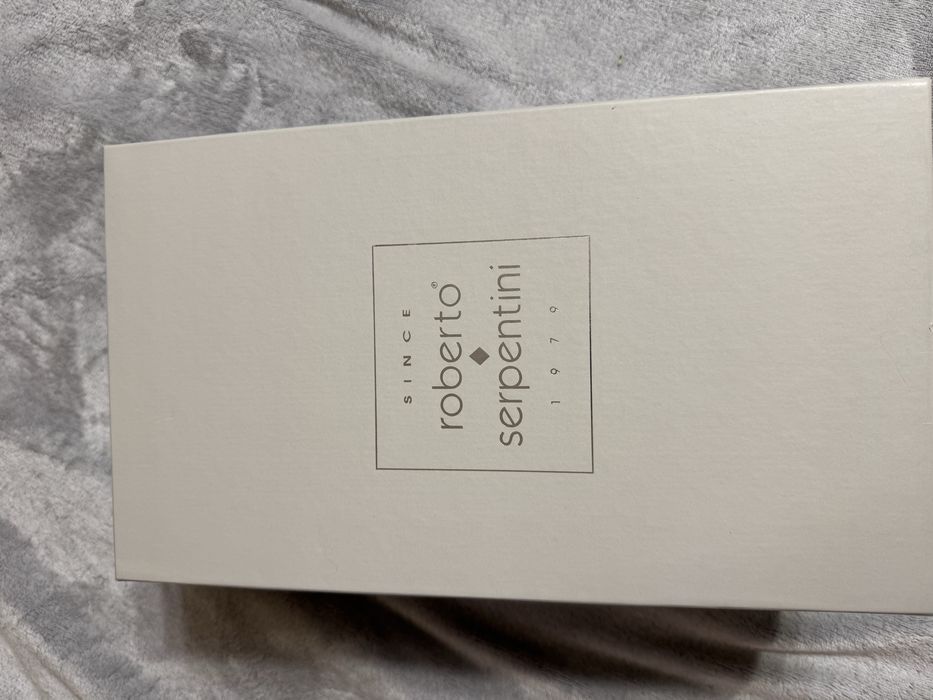 SINCE
roberto®
serpentini
1979